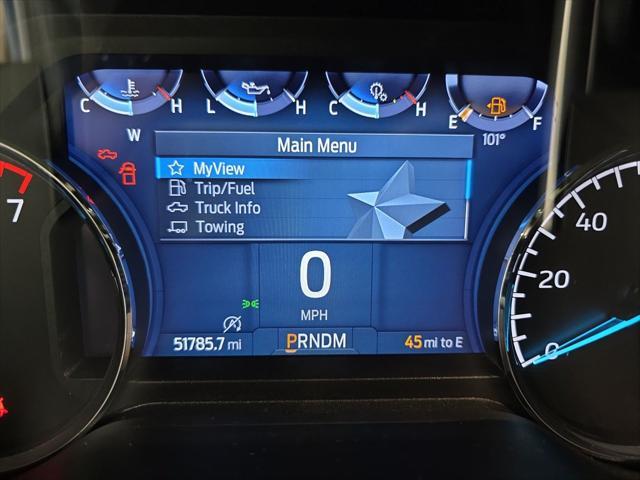 C H L H C H E F
W 101°
Main Menu
MyView
Trip/Fuel
Truck Info
Towing
7
40
20
0
0
MPH
51785.7 mi PRNDM 45 mi to E